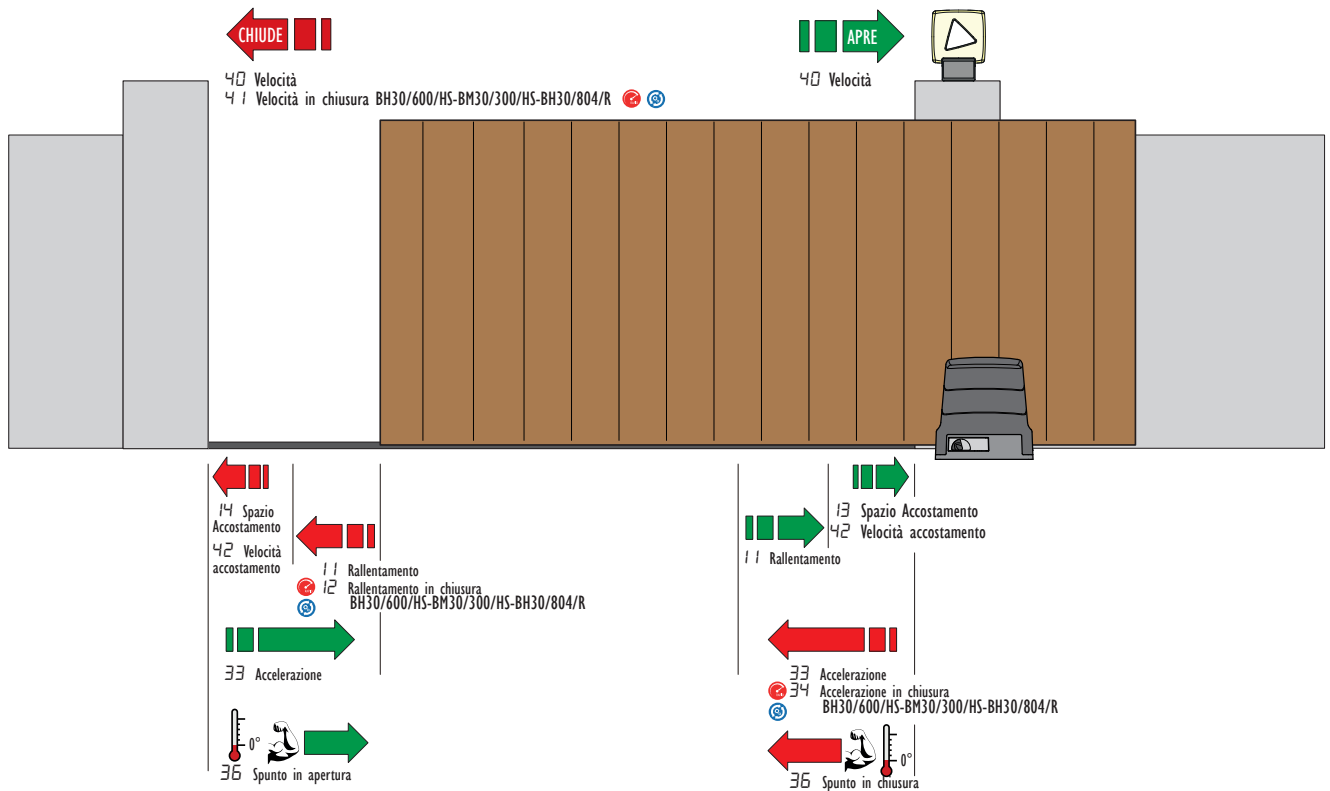 CHIUDE
APRE
40 Velocità
41 Velocità in chiusura BH30/600/HS-BM30/300/HS-BH30/804/R
40 Velocità
14 Spazio
Accostamento
42 Velocità
accostamento
11 Rallentamento
12 Rallentamento in chiusura
BH30/600/HS-BM30/300/HS-BH30/804/R
13 Spazio Accostamento
42 Velocità accostamento
11 Rallentamento
33 Accelerazione
33 Accelerazione
34 Accelerazione in chiusura
BH30/600/HS-BM30/300/HS-BH30/804/R
0°
36 Spunto in apertura
0°
36 Spunto in chiusura